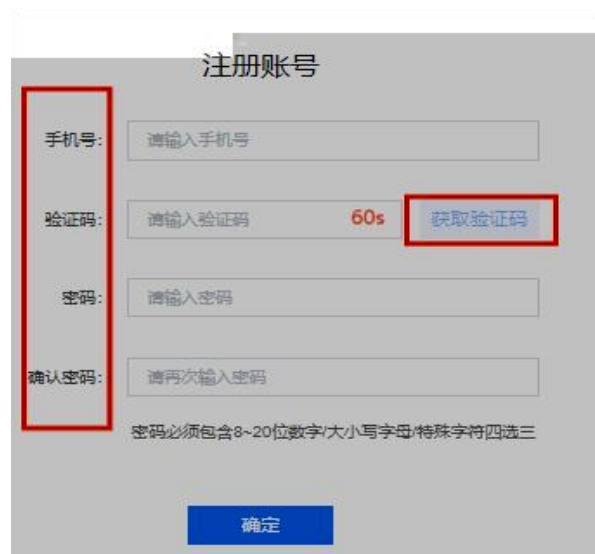 注册账号
手机号: 请输入手机号
验证码: 请输入验证码 60s 获取验证码
密码: 请输入密码
确认密码: 请再次输入密码
密码必须包含8~20位数字/大小写字母/特殊字符四选三
确定